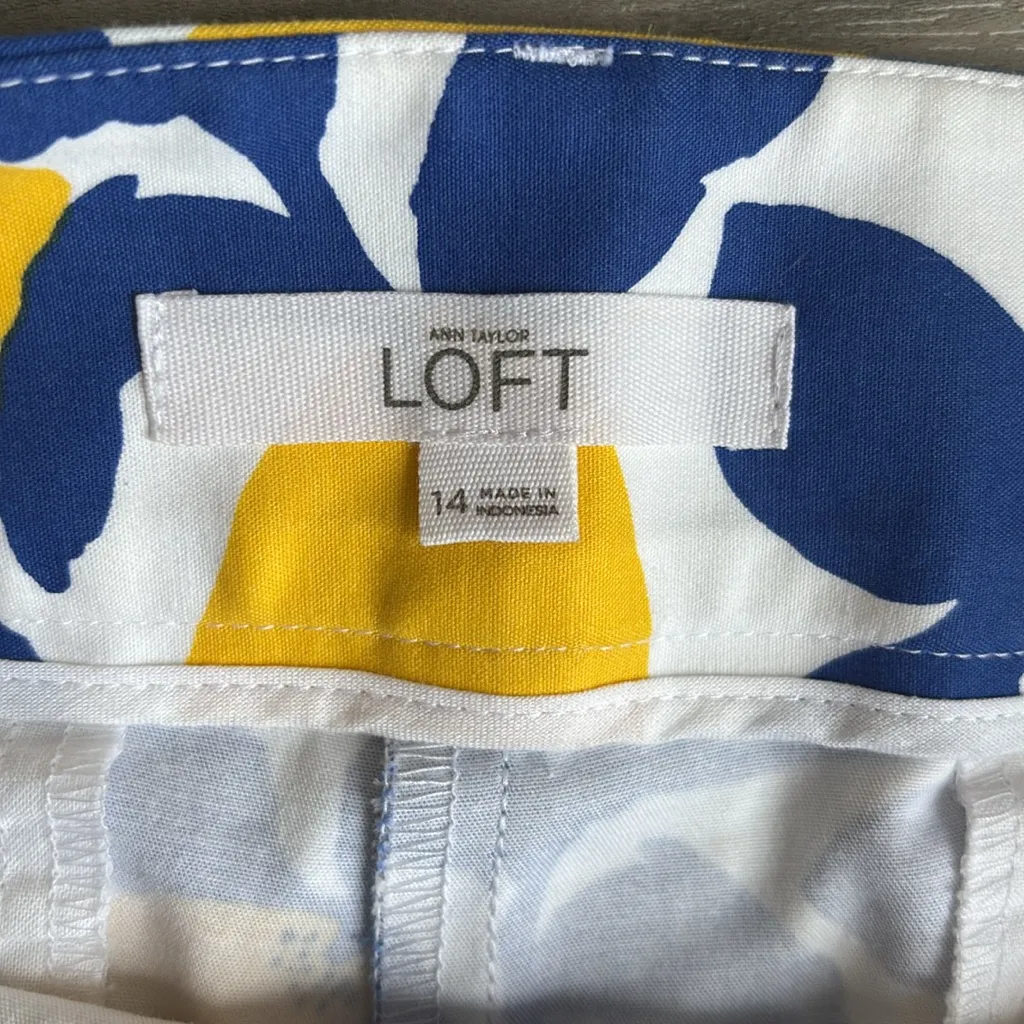 ANN TAYLOR
LOFT
14 MADE IN
INDONESIA